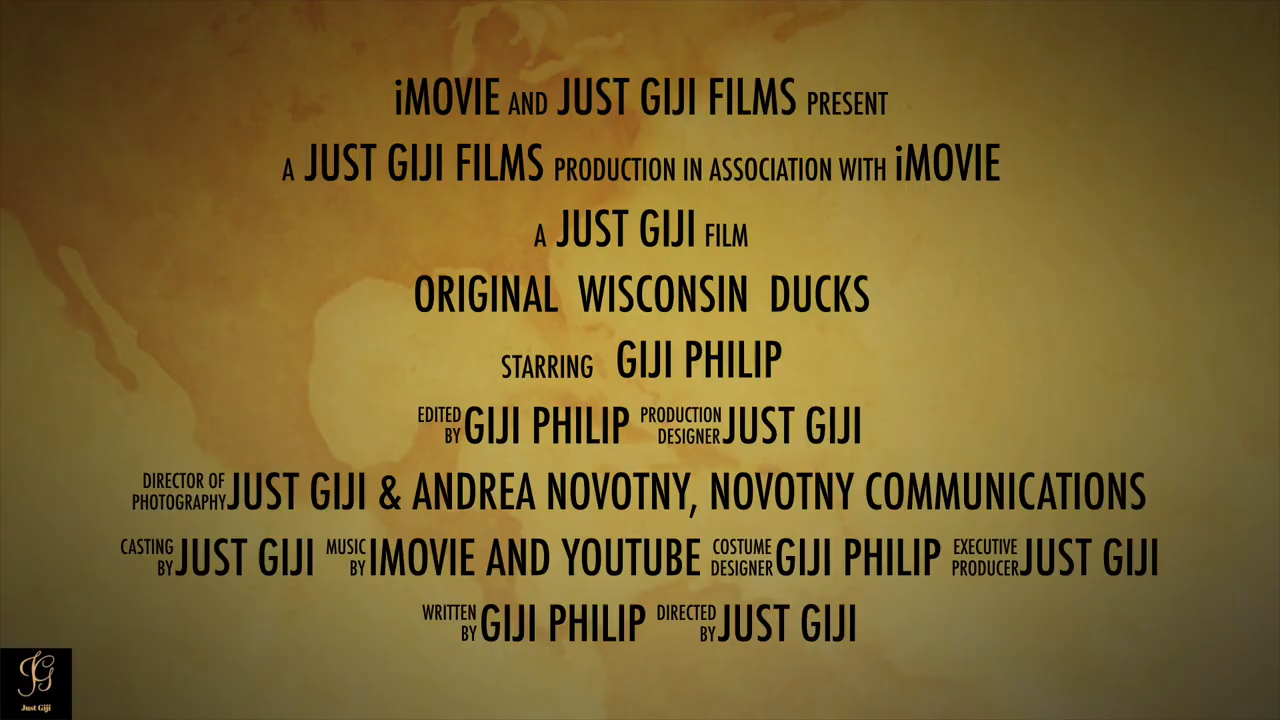 iMOVIE AND JUST GIJI FILMS PRESENT
A JUST GIJI FILMS PRODUCTION IN ASSOCIATION WITH iMOVIE
A JUST GIJI FILM
ORIGINAL WISCONSIN DUCKS
STARRING GIJI PHILIP
EDITED BY GIJI PHILIP PRODUCTION DESIGNER JUST GIJI
DIRECTOR OF PHOTOGRAPHY JUST GIJI & ANDREA NOVOTNY, NOVOTNY COMMUNICATIONS
CASTING BY JUST GIJI MUSIC BY IMOVIE AND YOUTUBE COSTUME DESIGNER GIJI PHILIP EXECUTIVE PRODUCER JUST GIJI
WRITTEN BY GIJI PHILIP DIRECTED BY JUST GIJI
JG
Just Giji